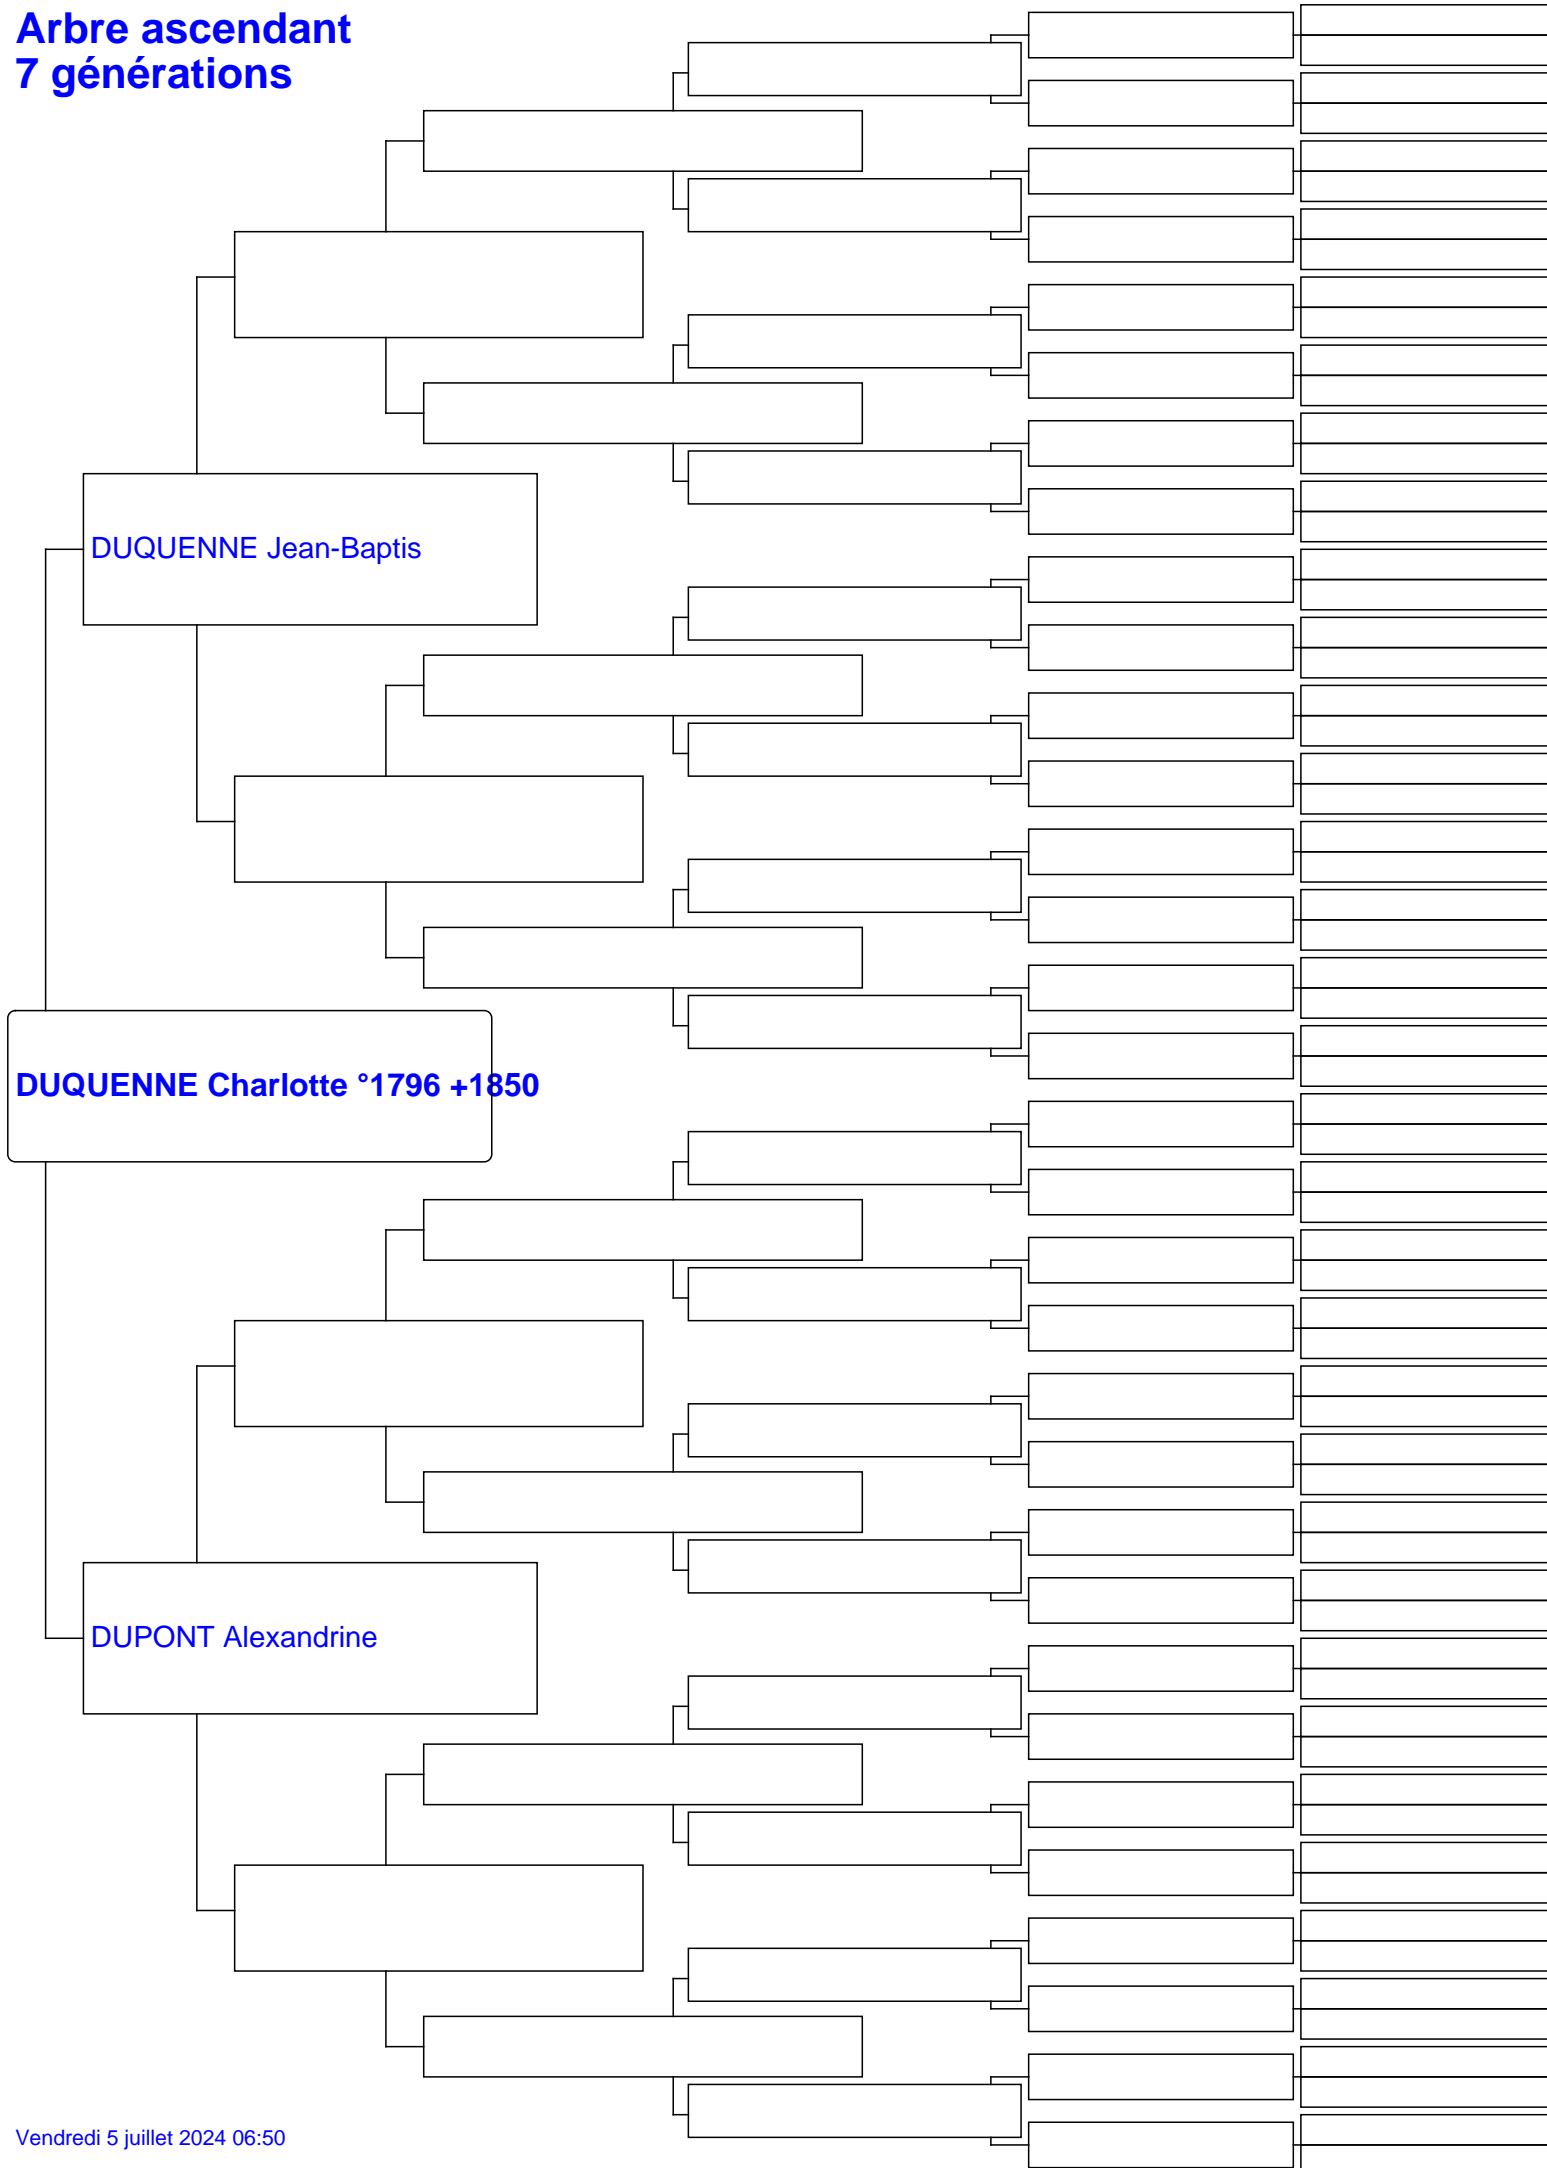 Arbre ascendant
7 générations
DUQUENNE Jean-Baptis
DUQUENNE Charlotte °1796 +1850
DUPONT Alexandrine
Vendredi 5 juillet 2024 06:50